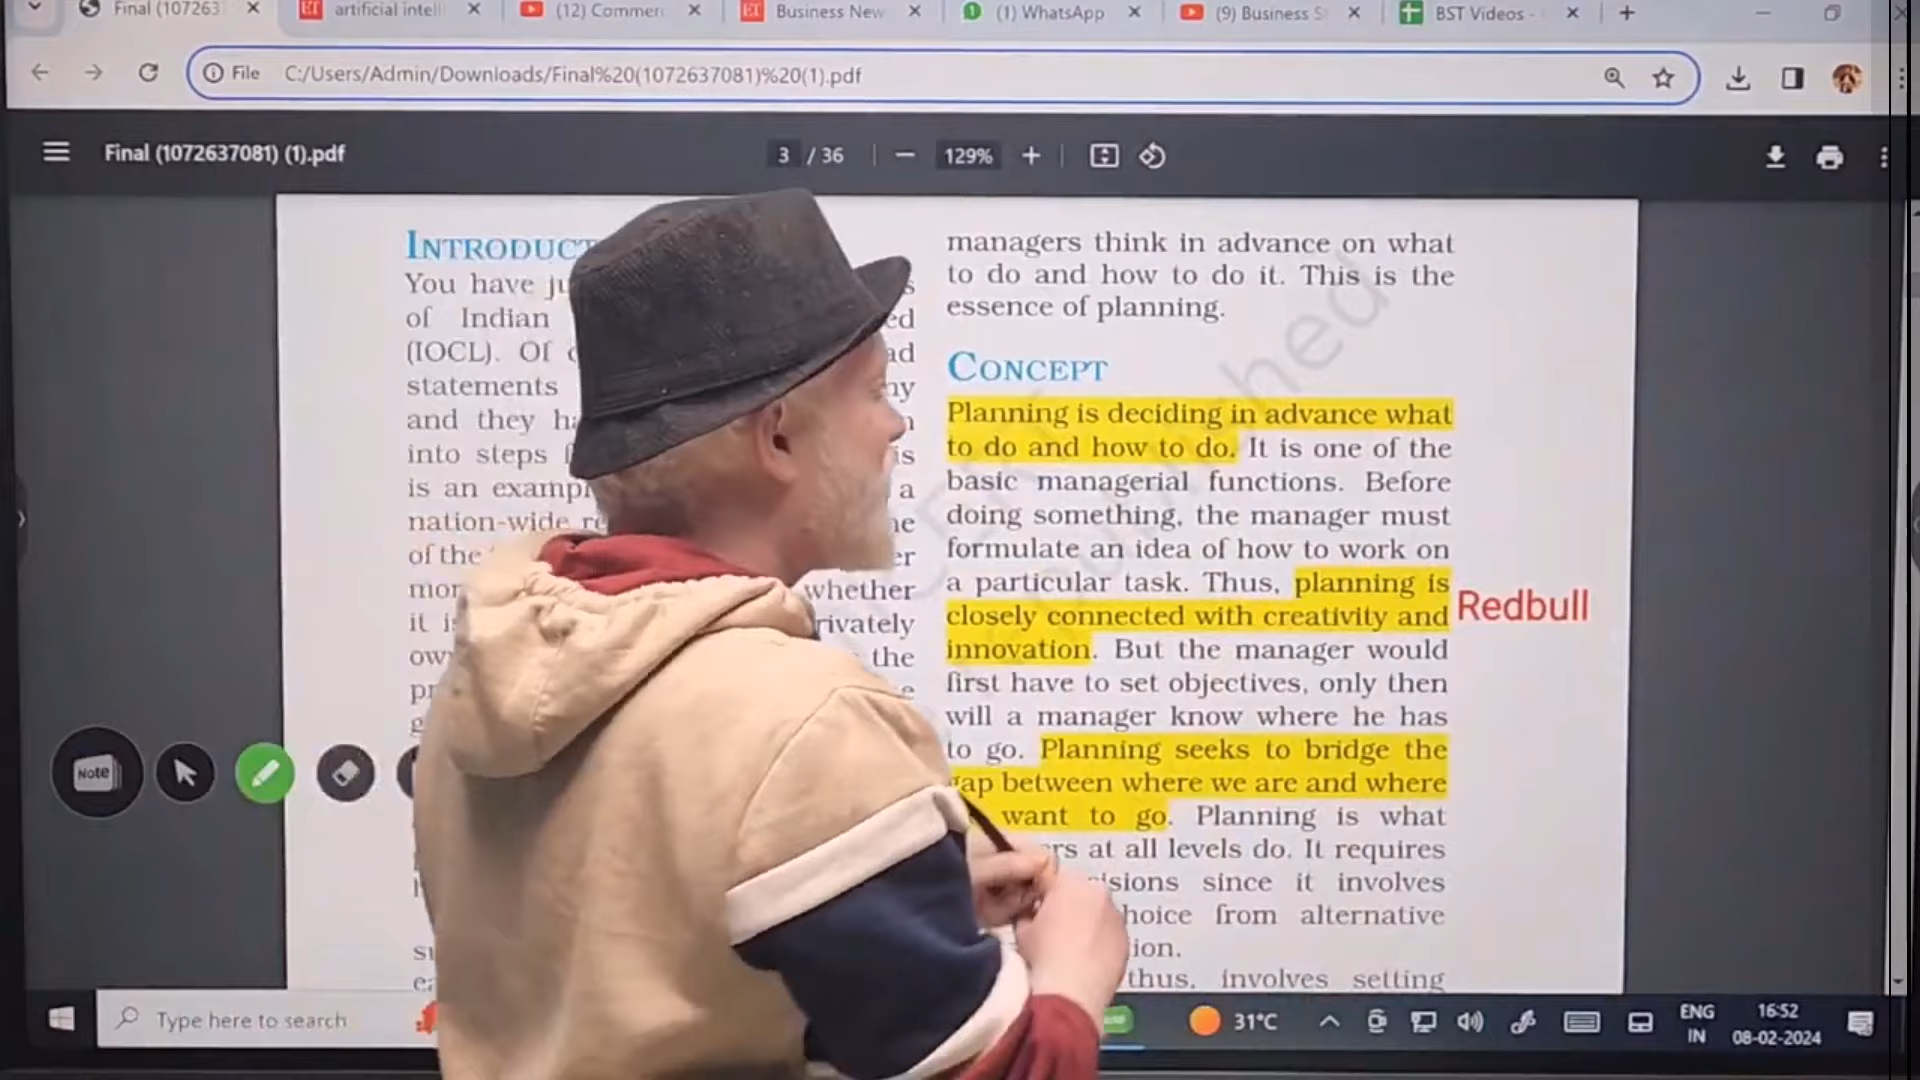 Final (107263
artificial intell
(12) Commerc
Business New
(1) WhatsApp
(9) Business S
BST Videos -
File C:/Users/Admin/Downloads/Final%20(1072637081)%20(1).pdf
Final (1072637081) (1).pdf
3 / 36
129%
INTRODUCT
You have ju
of Indian
(IOCL). Of
statements
and they ha
into steps
is an exampl
nation-wide re
of the
whether
it is
rivately
the
managers think in advance on what
to do and how to do it. This is the
essence of planning.
CONCEPT
Planning is deciding in advance what
to do and how to do. It is one of the
basic managerial functions. Before
doing something, the manager must
formulate an idea of how to work on
a particular task. Thus, planning is
closely connected with creativity and
innovation. But the manager would
first have to set objectives, only then
will a manager know where he has
to go. Planning seeks to bridge the
gap between where we are and where
want to go. Planning is what
rs at all levels do. It requires
isions since it involves
hoice from alternative
ion.
thus, involves setting
Redbull
Note
Type here to search
31°C
ENG
IN
16:52
08-02-2024